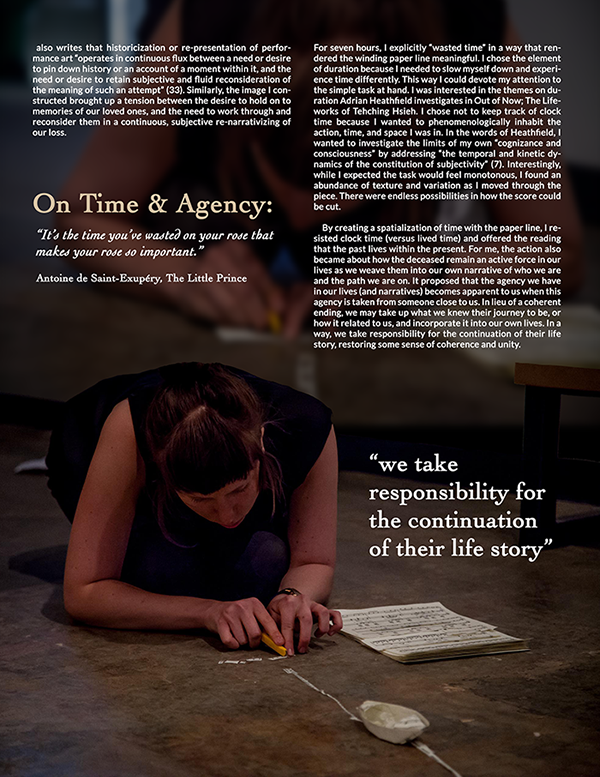 also writes that historicization or re-presentation of perfor-
mance art “operates in continuous flux between a need or desire
to pin down history or an account of a moment within it, and the
need or desire to retain subjective and fluid reconsideration of
the meaning of such an attempt” (33). Similarly, the image I con-
structed brought up a tension between the desire to hold on to
memories of our loved ones, and the need to work through and
reconsider them in a continuous, subjective re-narrativizing of
our loss.
On Time & Agency:
“It’s the time you’ve wasted on your rose that
makes your rose so important.”
Antoine de Saint-Exupéry, The Little Prince
For seven hours, I explicitly “wasted time” in a way that ren-
dered the winding paper line meaningful. I chose the element
of duration because I needed to slow myself down and experi-
ence time differently. This way I could devote my attention to
the simple task at hand. I was interested in the themes on du-
ration Adrian Heathfield investigates in Out of Now; The Life-
works of Tehching Hsieh. I chose not to keep track of clock
time because I wanted to phenomenologically inhabit the
action, time, and space I was in. In the words of Heathfield, I
wanted to investigate the limits of my own “cognizance and
consciousness” by addressing “the temporal and kinetic dy-
namics of the constitution of subjectivity” (7). Interestingly,
while I expected the task would feel monotonous, I found an
abundance of texture and variation as I moved through the
piece. There were endless possibilities in how the score could
be cut.
By creating a spatialization of time with the paper line, I re-
sisted clock time (versus lived time) and offered the reading
that the past lives within the present. For me, the action also
became about how the deceased remain an active force in our
lives as we weave them into our own narrative of who we are
and the path we are on. It proposed that the agency we have
in our lives (and narratives) becomes apparent to us when this
agency is taken from someone close to us. In lieu of a coherent
ending, we may take up what we knew their journey to be, or
how it related to us, and incorporate it into our own lives. In a
way, we take responsibility for the continuation of their life
story, restoring some sense of coherence and unity.
“we take
responsibility for
the continuation
of their life story”